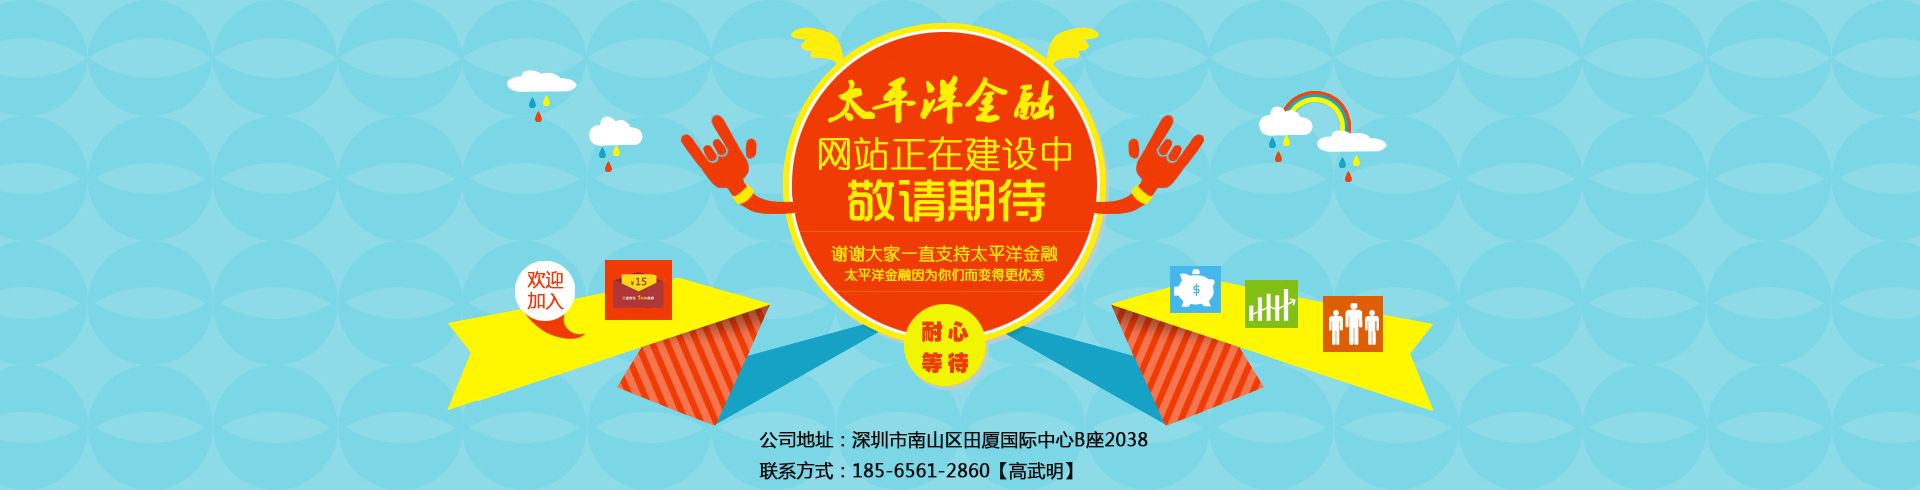 太平洋金融
网站正在建设中
敬请期待
谢谢大家一直支持太平洋金融
太平洋金融因为你们而变得更优秀
欢迎
加入
¥15
$
耐心
等待
公司地址：深圳市南山区田厦国际中心B座2038
联系方式：185-6561-2860【高武明】